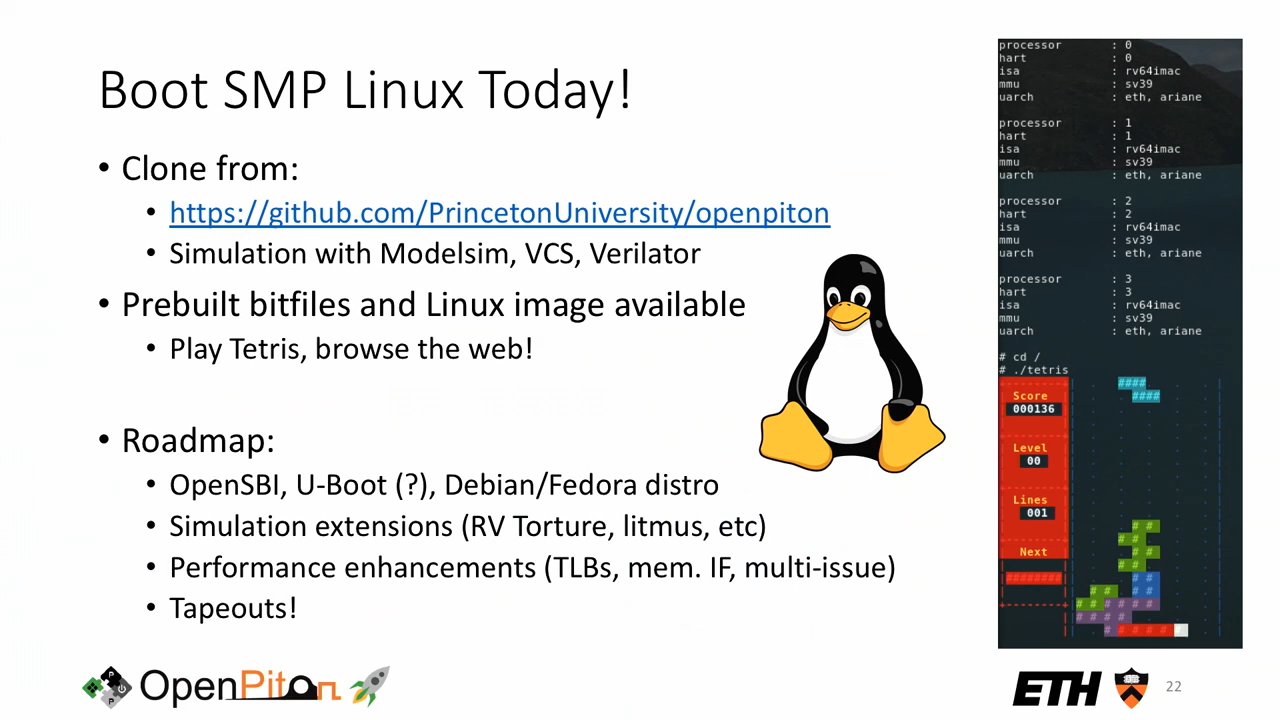 Boot SMP Linux Today!
• Clone from:
• https://github.com/PrincetonUniversity/openpiton
• Simulation with Modelsim, VCS, Verilator
• Prebuilt bitfiles and Linux image available
• Play Tetris, browse the web!
• Roadmap:
• OpenSBI, U-Boot (?), Debian/Fedora distro
• Simulation extensions (RV Torture, litmus, etc)
• Performance enhancements (TLBs, mem. IF, multi-issue)
• Tapeouts!
processor : 0
hart : 0
isa : rv64imac
mmu : sv39
uarch : eth, ariane
processor : 1
hart : 1
isa : rv64imac
mmu : sv39
uarch : eth, ariane
processor : 2
hart : 2
isa : rv64imac
mmu : sv39
uarch : eth, ariane
processor : 3
hart : 3
isa : rv64imac
mmu : sv39
uarch : eth, ariane
# cd /
# ./tetris
Score
000136
Level
00
Lines
001
Next
OpenPiton
ETH
22